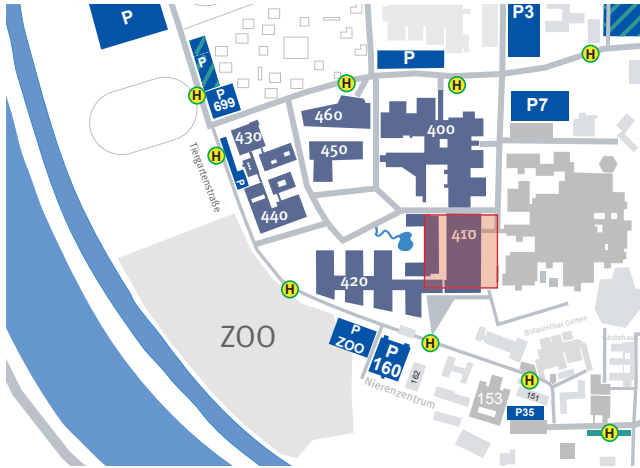 P
P3
P
P
H
H
H
P
699
H
P7
460
400
430
H
450
Tiergartenstraße
P
440
410
420
H
ZOO
P
ZOO
P
160
H
Botanischer Garten
162
Nierenzentrum
H
151
153
P35
H